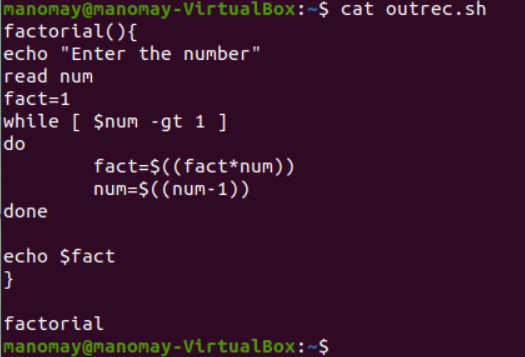 manomay@manomay-VirtualBox:~$ cat outrec.sh
factorial(){
echo "Enter the number"
read num
fact=1
while [ $num -gt 1 ]
do
        fact=$((fact*num))
        num=$((num-1))
done

echo $fact
}

factorial
manomay@manomay-VirtualBox:~$